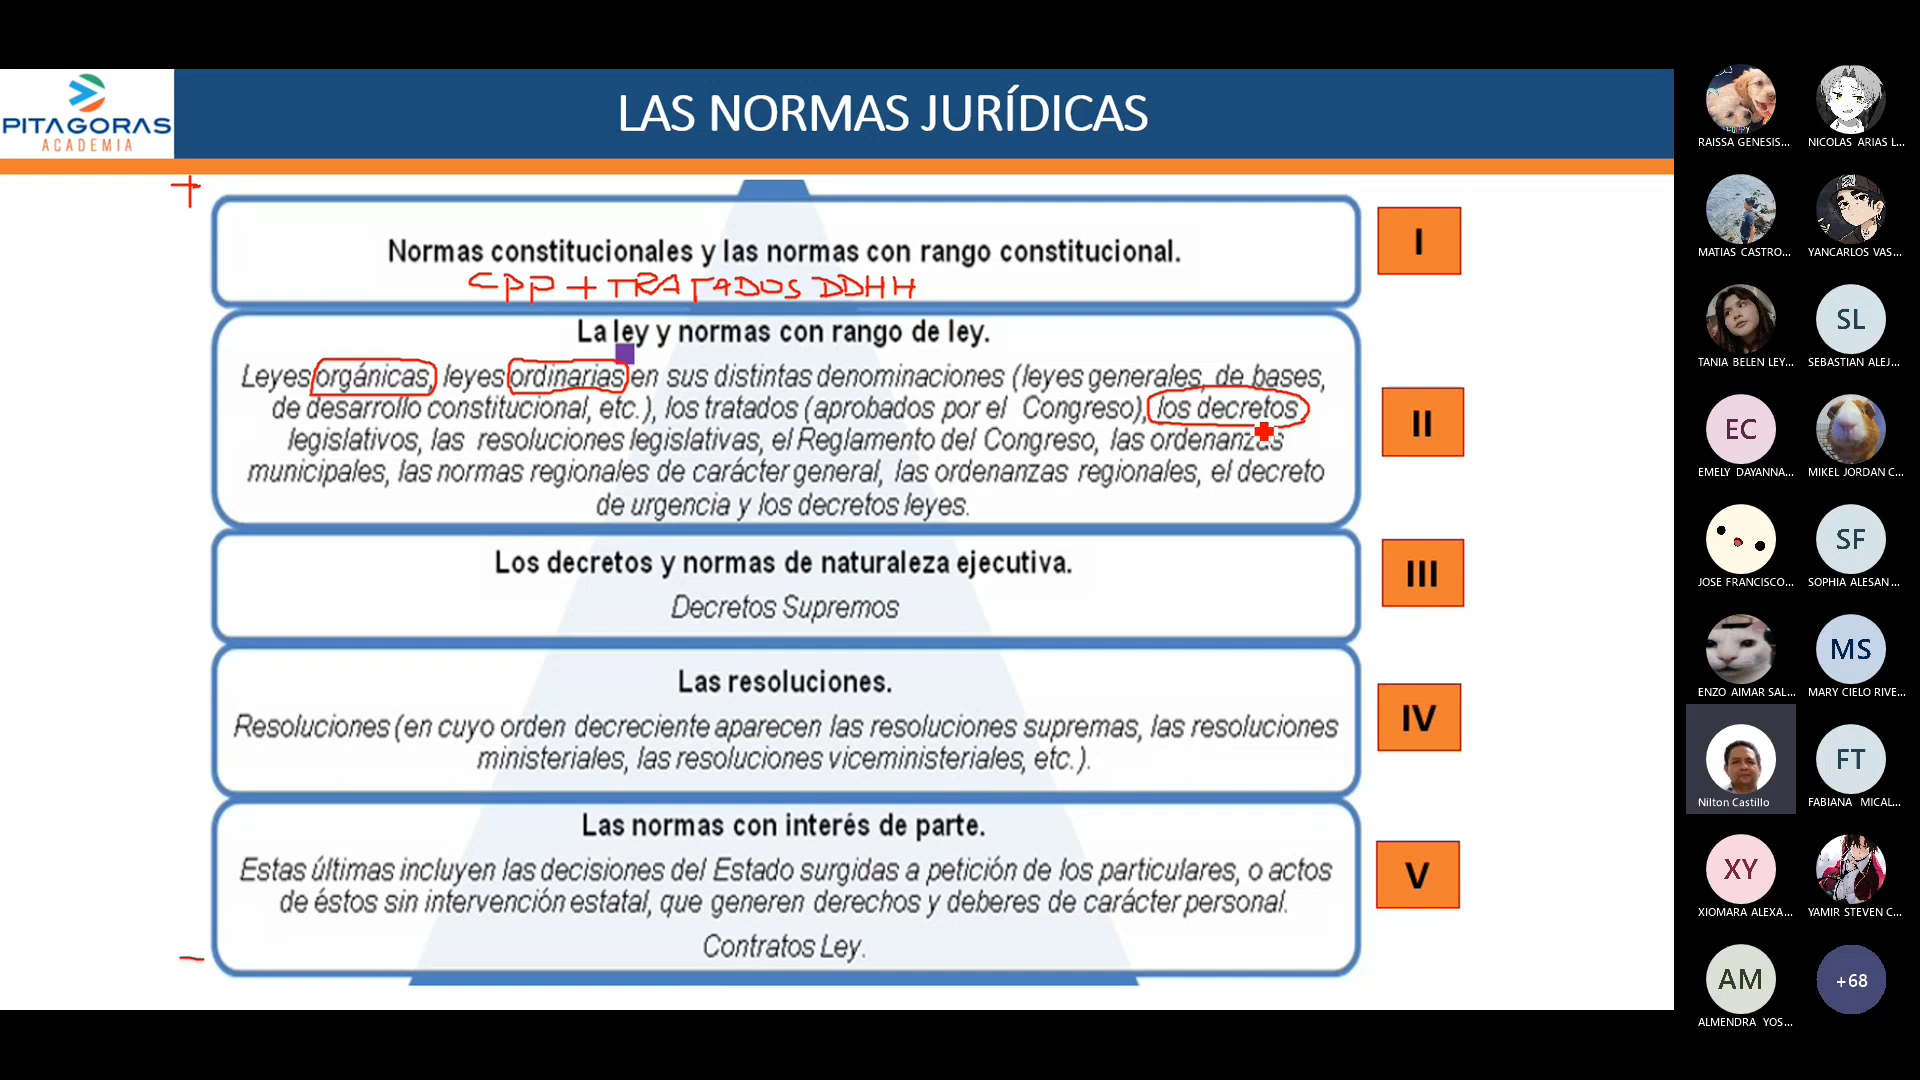 PITAGORAS
ACADEMIA
LAS NORMAS JURÍDICAS
+
Normas constitucionales y las normas con rango constitucional.
CPP + TRATADOS DDHH
I
La ley y normas con rango de ley.
Leyes orgánicas, leyes ordinarias en sus distintas denominaciones (leyes generales, de bases,
de desarrollo constitucional, etc.), los tratados (aprobados por el Congreso), los decretos
legislativos, las resoluciones legislativas, el Reglamento del Congreso, las ordenanzas
municipales, las normas regionales de carácter general, las ordenanzas regionales, el decreto
de urgencia y los decretos leyes.
II
Los decretos y normas de naturaleza ejecutiva.
Decretos Supremos
III
Las resoluciones.
Resoluciones (en cuyo orden decreciente aparecen las resoluciones supremas, las resoluciones
ministeriales, las resoluciones viceministeriales, etc.).
IV
Las normas con interés de parte.
Estas últimas incluyen las decisiones del Estado surgidas a petición de los particulares, o actos
de éstos sin intervención estatal, que generen derechos y deberes de carácter personal.
Contratos Ley.
V
–
RAISSA GENESIS...
NICOLAS ARIAS L...
MATIAS CASTRO...
YANCARLOS VAS...
TANIA BELEN LEY...
SL
SEBASTIAN ALEJ...
EC
EMELY DAYANNA...
MIKEL JORDAN C...
JOSE FRANCISCO...
SF
SOPHIA ALESAN...
ENZO AIMAR SAL...
MS
MARY CIELO RIVE...
Nilton Castillo
FT
FABIANA MICAL...
XY
XIOMARA ALEXA...
YAMIR STEVEN C...
AM
ALMENDRA YOS...
+68